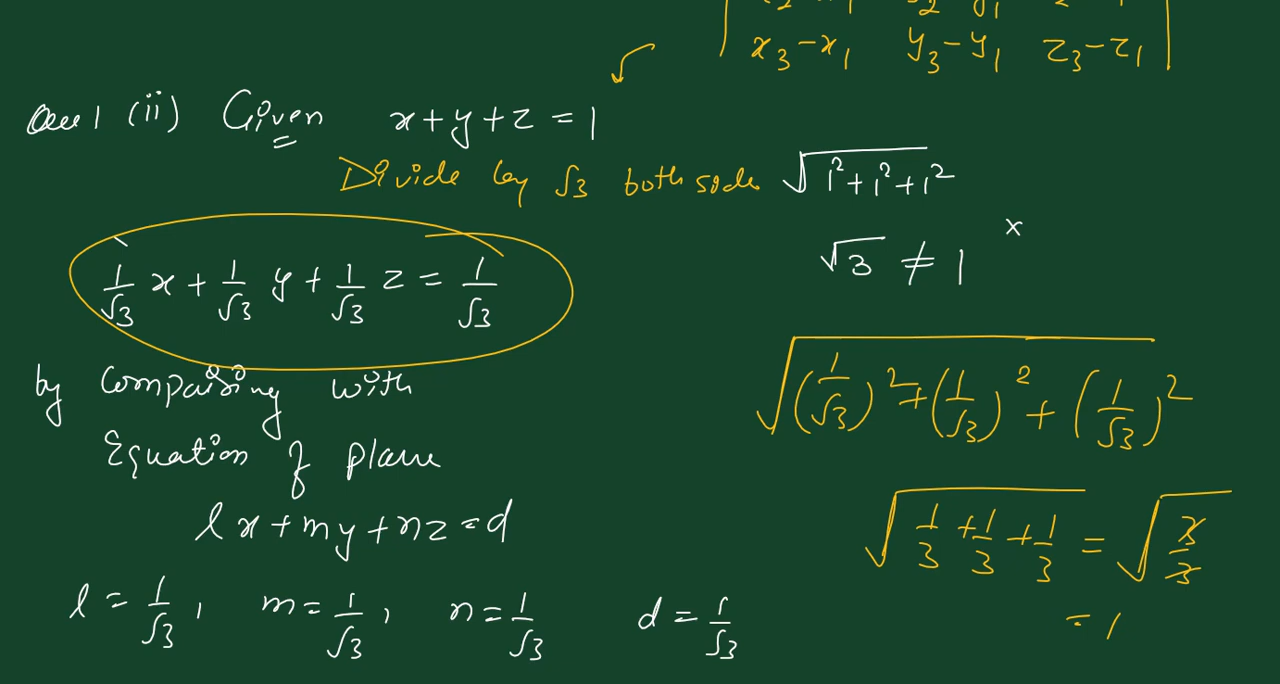 x₃-x₁ y₃-y₁ z₃-z₁
Que 1 (ii) Given x+y+z=1
Divide by √3 both side √(1²+1²+1²)
√3 ≠ 1 ×
1/√3 x + 1/√3 y + 1/√3 z = 1/√3
√((1/√3)²+(1/√3)²+(1/√3)²)
by Comparing with
Equation of plane
√(1/3+1/3+1/3) = √(3/3)
lx+my+nz=d
= 1
l = 1/√3, m = 1/√3, n = 1/√3 d = 1/√3